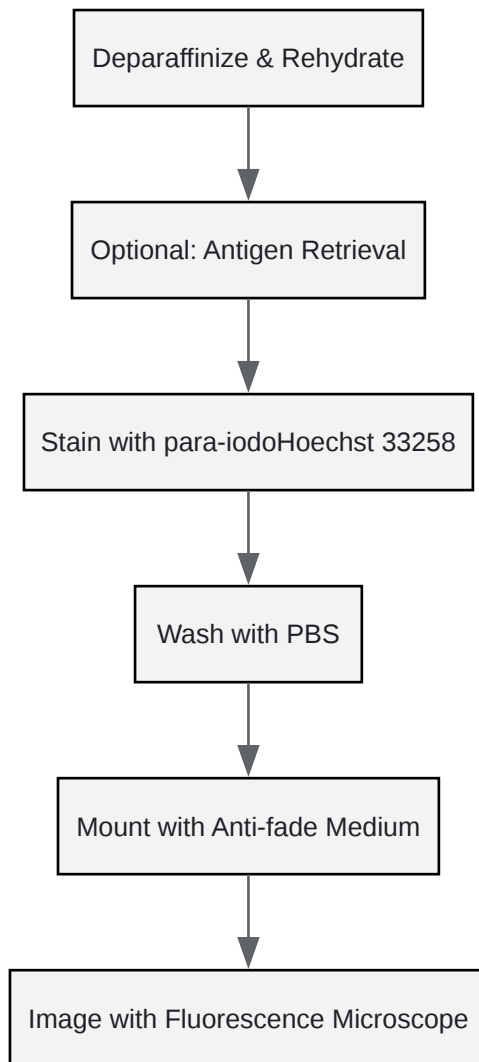 Deparaffinize & Rehydrate
Optional: Antigen Retrieval
Stain with para-iodoHoechst 33258
Wash with PBS
Mount with Anti-fade Medium
Image with Fluorescence Microscope